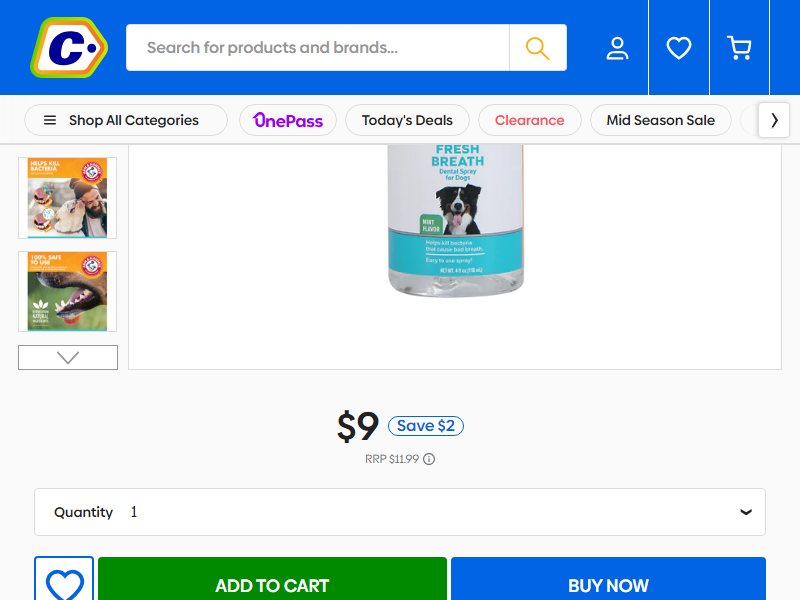 C
Search for products and brands...
Shop All Categories
OnePass
Today's Deals
Clearance
Mid Season Sale
HELPS KILL
BACTERIA
100% SAFE
TO USE
NATURAL
FRESH
BREATH
Dental Spray
for Dogs
MINT
FLAVOR
Helps kill bacteria
that cause bad breath.
Easy to use spray!
NET WT. 4 fl oz (118 mL)
$9
Save $2
RRP $11.99
Quantity 1
ADD TO CART
BUY NOW